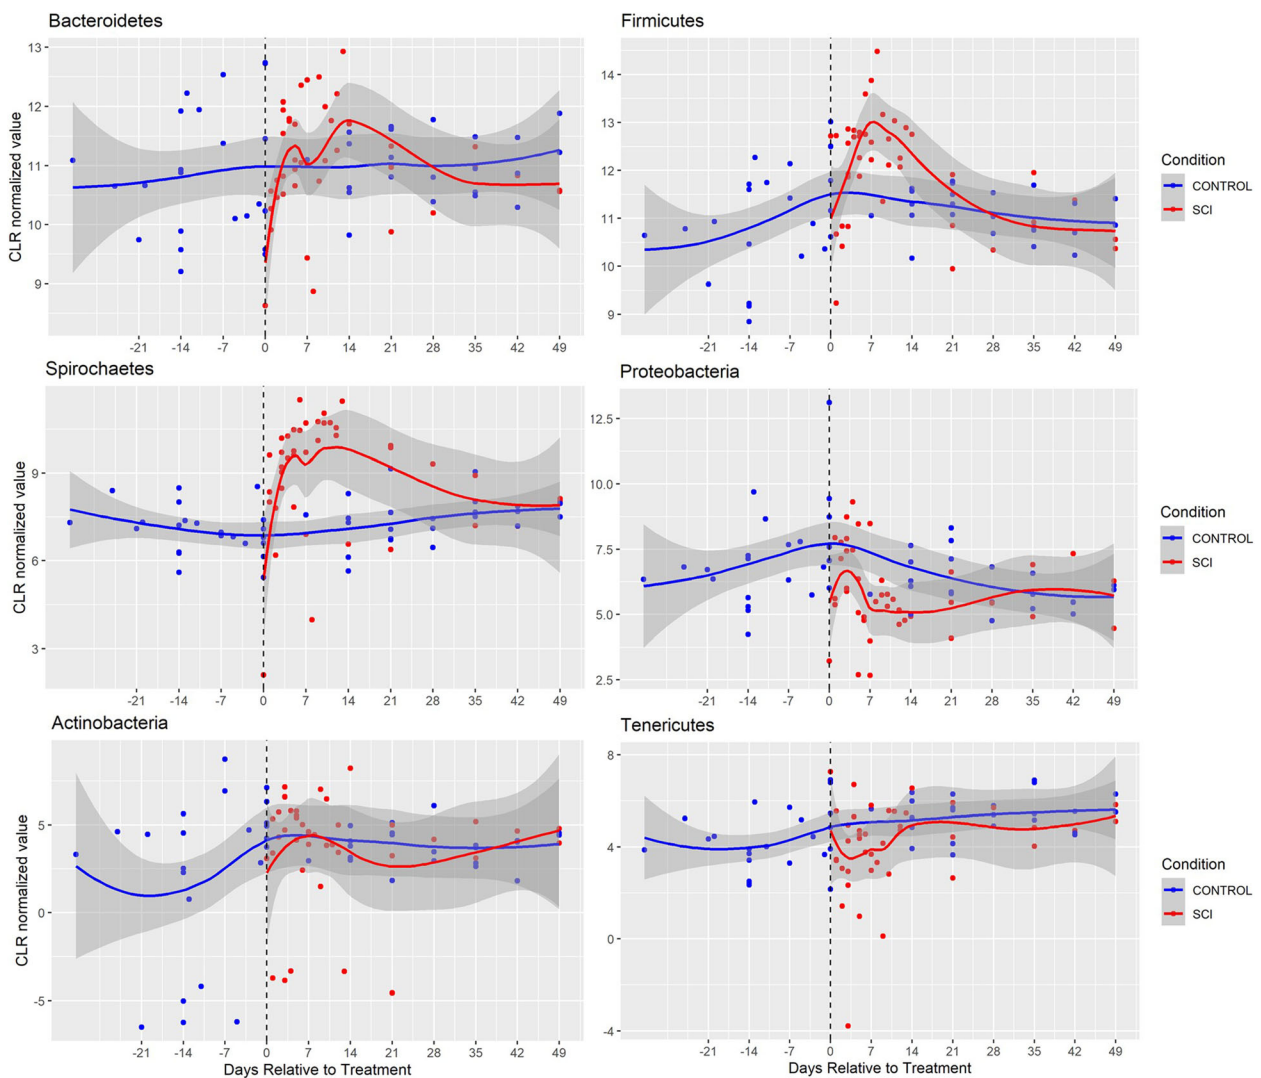 Bacteroidetes
Firmicutes
CLR normalized value
13
12
11
10
9
-21 -14 -7 0 7 14 21 28 35 42 49
14
13
12
11
10
9
-21 -14 -7 0 7 14 21 28 35 42 49
Condition
CONTROL
SCI
Spirochaetes
Proteobacteria
CLR normalized value
9
6
3
-21 -14 -7 0 7 14 21 28 35 42 49
12.5
10.0
7.5
5.0
2.5
-21 -14 -7 0 7 14 21 28 35 42 49
Condition
CONTROL
SCI
Actinobacteria
Tenericutes
CLR normalized value
5
0
-5
-21 -14 -7 0 7 14 21 28 35 42 49
Days Relative to Treatment
8
4
0
-4
-21 -14 -7 0 7 14 21 28 35 42 49
Days Relative to Treatment
Condition
CONTROL
SCI